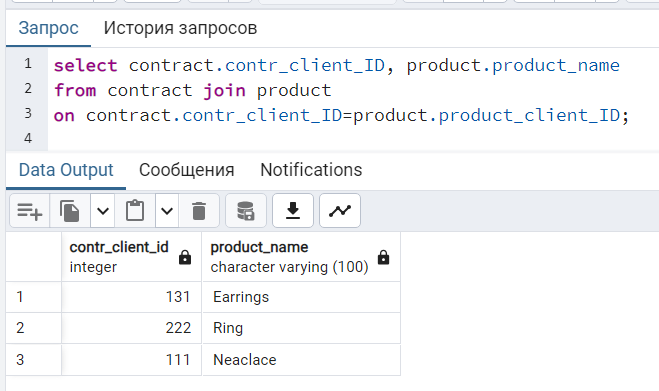 Запрос История запросов
1 select contract.contr_client_ID, product.product_name
2 from contract join product
3 on contract.contr_client_ID=product.product_client_ID;
4
Data Output Сообщения Notifications
contr_client_id product_name
integer character varying (100)
1 131 Earrings
2 222 Ring
3 111 Neaclace